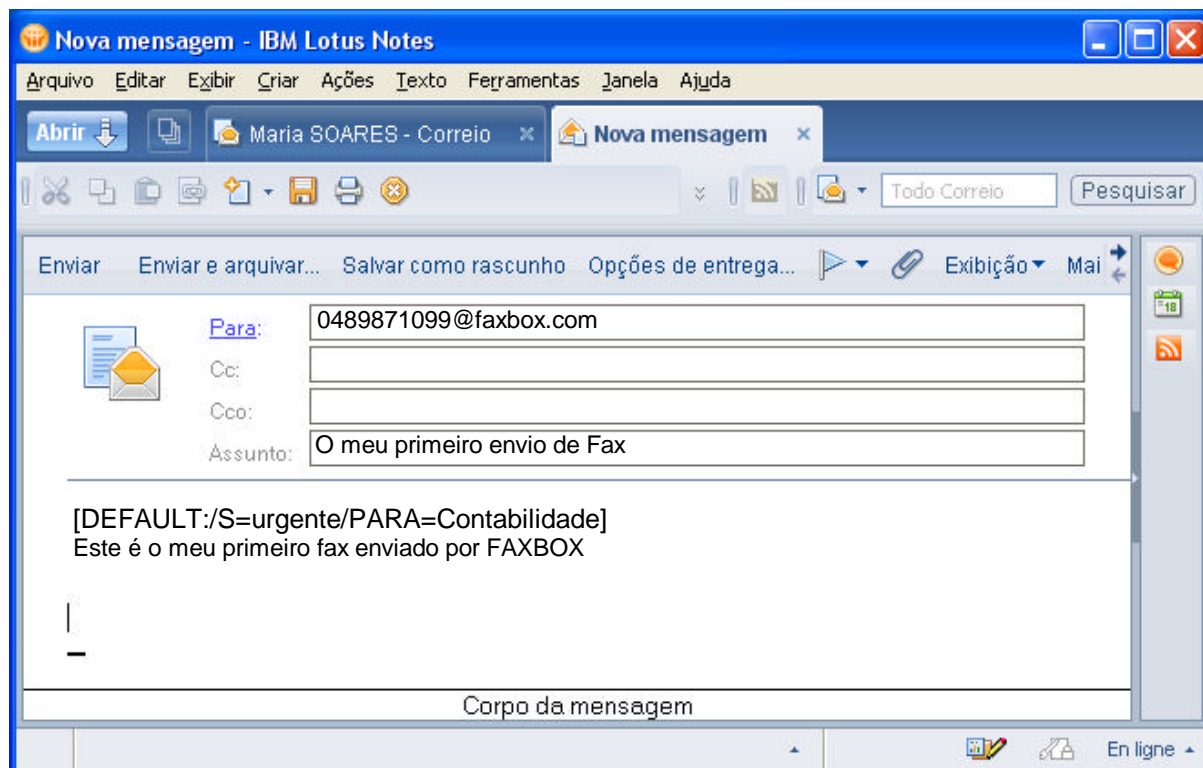 Nova mensagem - IBM Lotus Notes
Arquivo Editar Exibir Criar Ações Texto Ferramentas Janela Ajuda
Abrir Maria SOARES - Correio Nova mensagem
Todo Correio Pesquisar
Enviar Enviar e arquivar... Salvar como rascunho Opções de entrega... Exibição Mai
18
Para: 0489871099@faxbox.com
Cc:
Cco:
Assunto: O meu primeiro envio de Fax
[DEFAULT:/S=urgente/PARA=Contabilidade]
Este é o meu primeiro fax enviado por FAXBOX
Corpo da mensagem
En ligne